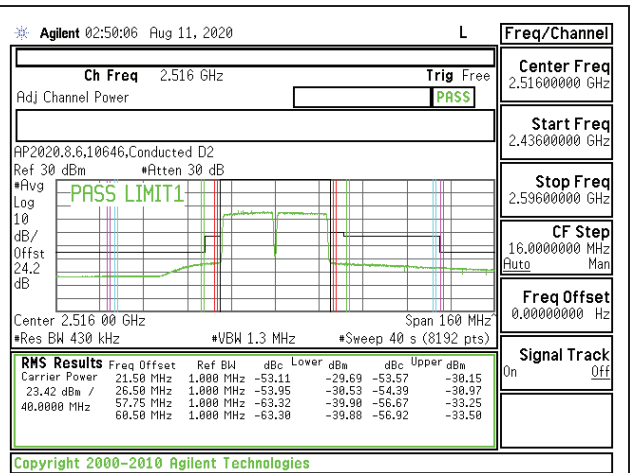 Agilent 02:50:06 Aug 11, 2020 L
Ch Freq 2.516 GHz Trig Free
Adj Channel Power PASS
AP2020.8.6,10646,Conducted D2
Ref 30 dBm #Atten 30 dB
#Avg
Log
10
dB/
Offst
24.2
dB
PASS LIMIT1
Center 2.516 00 GHz Span 160 MHz^
#Res BW 430 kHz #VBW 1.3 MHz #Sweep 40 s (8192 pts)
RMS Results Freq Offset Ref BW dBc Lower dBm dBc Upper dBm
Carrier Power 21.50 MHz 1.000 MHz -53.11 -29.69 -53.57 -30.15
23.42 dBm / 26.50 MHz 1.000 MHz -53.95 -30.53 -54.39 -30.97
40.0000 MHz 57.75 MHz 1.000 MHz -63.32 -39.90 -56.67 -33.25
60.50 MHz 1.000 MHz -63.30 -39.88 -56.92 -33.50
Copyright 2000-2010 Agilent Technologies
Freq/Channel
Center Freq
2.51600000 GHz
Start Freq
2.43600000 GHz
Stop Freq
2.59600000 GHz
CF Step
16.0000000 MHz
Auto Man
Freq Offset
0.00000000 Hz
Signal Track
On Off